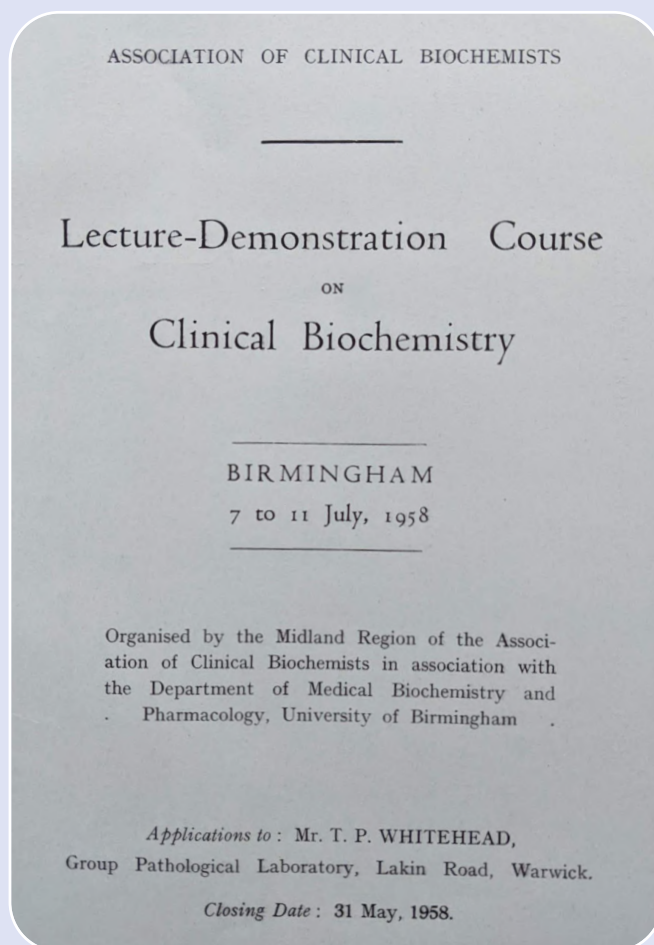 ASSOCIATION OF CLINICAL BIOCHEMISTS
Lecture-Demonstration Course
ON
Clinical Biochemistry
BIRMINGHAM
7 to 11 July, 1958
Organised by the Midland Region of the Associ-
ation of Clinical Biochemists in association with
the Department of Medical Biochemistry and
. Pharmacology, University of Birmingham .
Applications to : Mr. T. P. WHITEHEAD,
Group Pathological Laboratory, Lakin Road, Warwick.
Closing Date : 31 May, 1958.